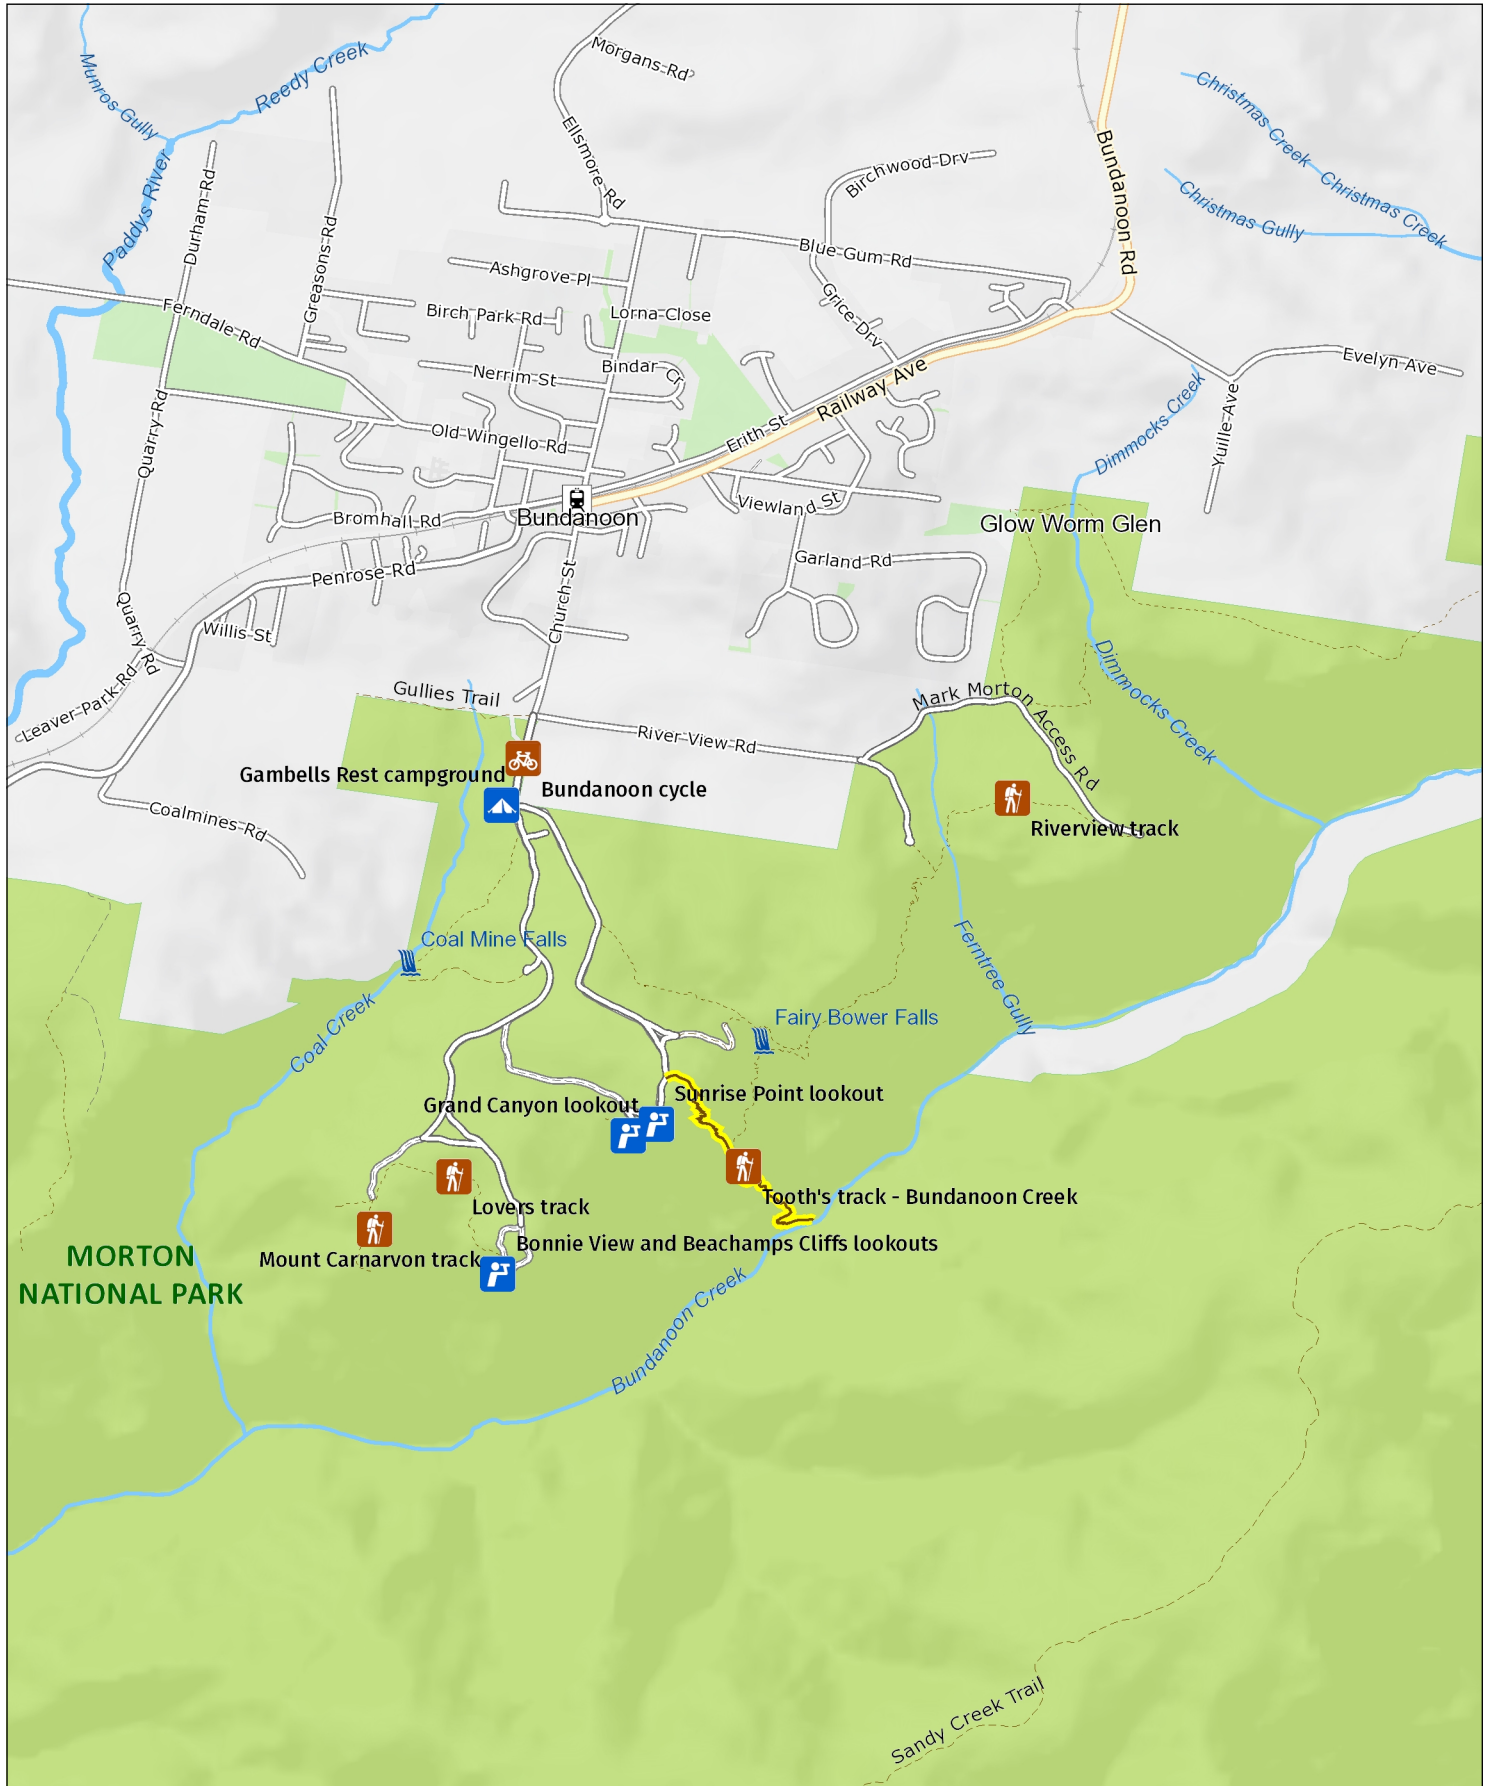 Morgans Rd
Reedy Creek
Munros Gully
Christmas Creek
Ellsmore Rd
Birchwood Drv
Bundanoon Rd
Christmas Creek
Paddys River
Durham Rd
Christmas Gully
Greasons Rd
Blue Gum Rd
Ashgrove Pl
Ferndale Rd
Birch Park Rd
Lorna Close
Grice Drv
Evelyn Ave
Nerrim St
Bindar Cr
Railway Ave
Quarry Rd
Dimmocks Creek
Yuille Ave
Old Wingello Rd
Erith St
Viewland St
Bromhall Rd
Bundanoon
Glow Worm Glen
Garland Rd
Penrose Rd
Church St
Quarry Rd
Willis St
Leaver Park Rd
Dimmocks Creek
Gullies Trail
Mark Morton Access Rd
River View Rd
Gambells Rest campground
Bundanoon cycle
Coalmines Rd
Riverview track
Coal Mine Falls
Ferntree Gully
Coal Creek
Fairy Bower Falls
Sunrise Point lookout
Grand Canyon lookout
Tooth's track - Bundanoon Creek
Lovers track
Bonnie View and Beachamps Cliffs lookouts
Mount Carnarvon track
MORTON
NATIONAL PARK
Bundanoon Creek
Sandy Creek Trail